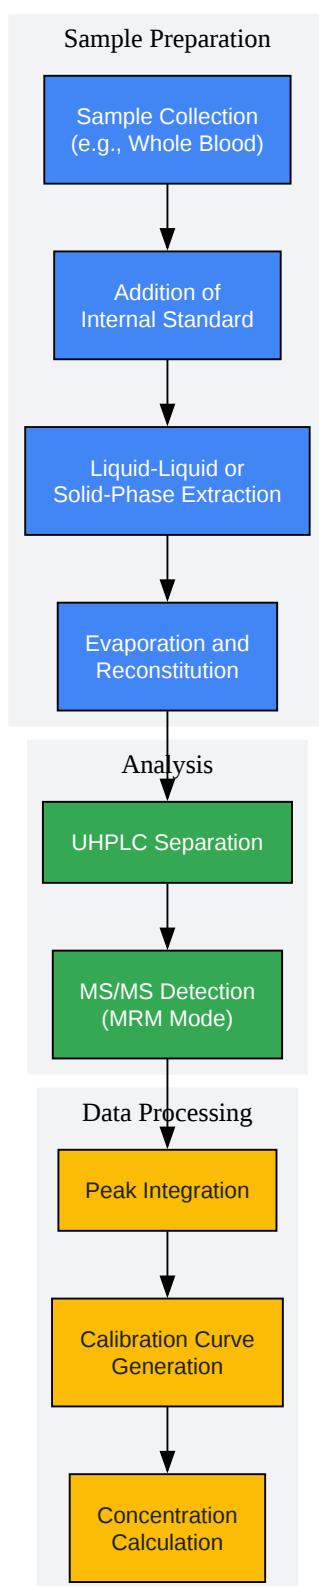 Sample Preparation
Sample Collection
(e.g., Whole Blood)
Addition of
Internal Standard
Liquid-Liquid or
Solid-Phase Extraction
Evaporation and
Reconstitution
Analysis
UHPLC Separation
MS/MS Detection
(MRM Mode)
Data Processing
Peak Integration
Calibration Curve
Generation
Concentration
Calculation